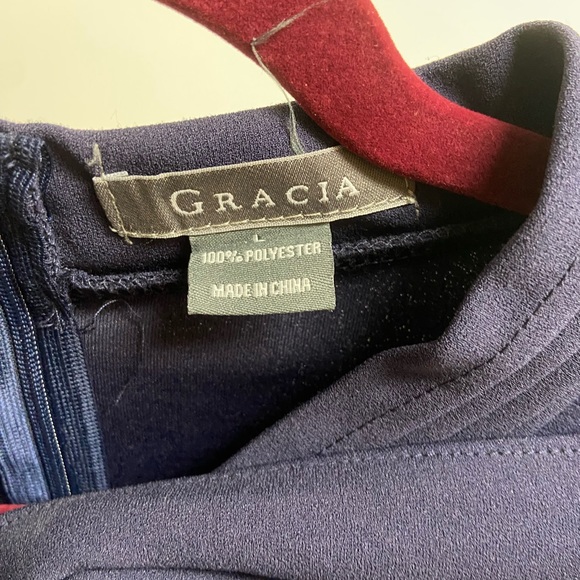 GRACIA
L
100% POLYESTER
MADE IN CHINA